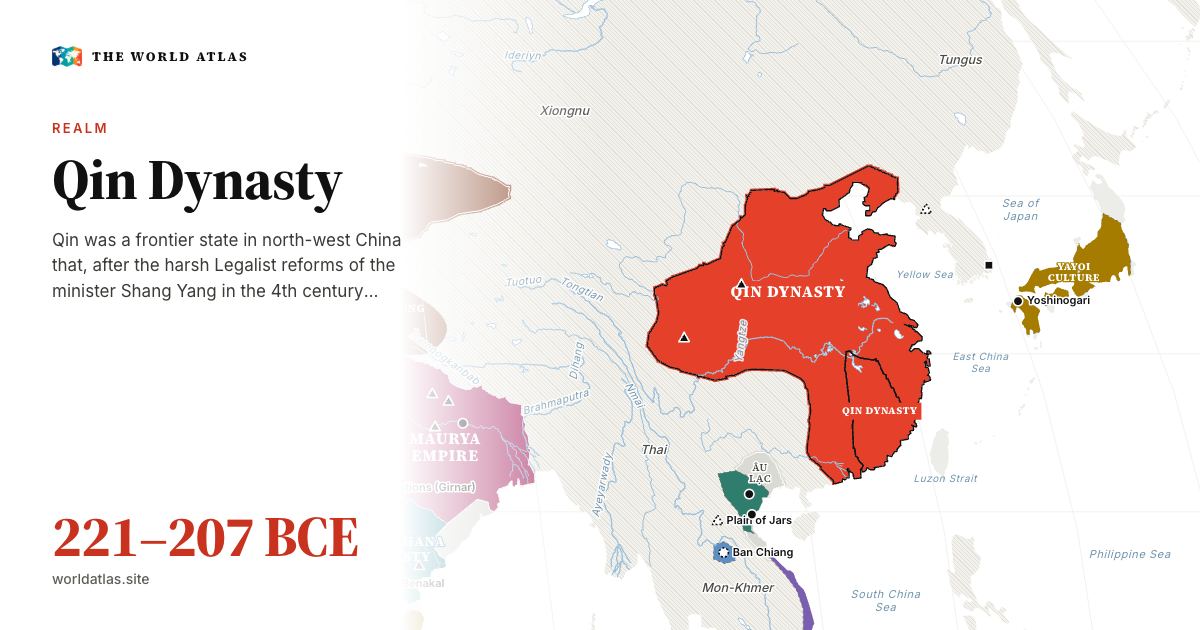 THE WORLD ATLAS
REALM
Qin Dynasty
Qin was a frontier state in north-west China
that, after the harsh Legalist reforms of the
minister Shang Yang in the 4th century…
221–207 BCE
worldatlas.site
Iderlyn
Tungus
Xiongnu
Sea of
Japan
YAYOI
CULTURE
Yoshinogari
Yellow Sea
QIN DYNASTY
Tuotuo
Tongtian
Yangtze
East China
Sea
Dihang
Nmai
Brahmaputra
QIN DYNASTY
MAURYA
EMPIRE
Thai
ÂU
LẠC
Luzon Strait
Ayeyarwady
(Girnar)
Plain of Jars
Ban Chiang
Philippine Sea
Mon-Khmer
South China
Sea